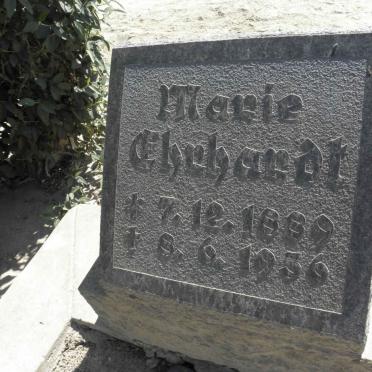 Marie
Ehrhardt
* 7. 12. 1889
† 8. 6. 1956